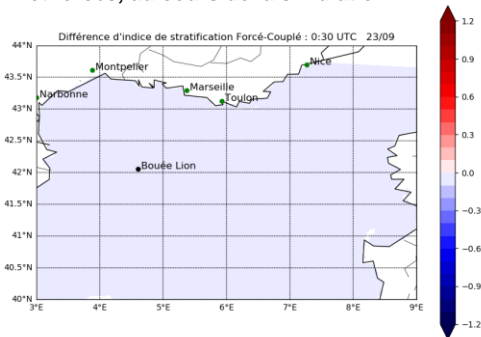 Différence d'indice de stratification Forcé-Couplé : 0:30 UTC 23/09
1.2
44°N
Nice
Montpellier
0.9
43.5°N
Marseille
Narbonne
Toulon
0.6
43°N
0.3
42.5°N
Bouée Lion
0.0
42°N
−0.3
41.5°N
41°N
−0.6
40.5°N
−0.9
40°N
3°E 4°E 5°E 6°E 7°E 8°E 9°E
−1.2